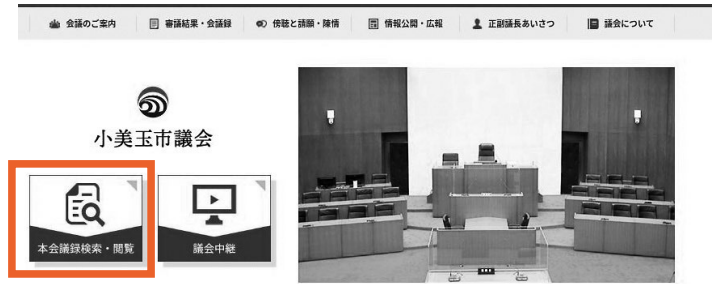 会議のご案内 審議結果・会議録 傍聴と請願・陳情 情報公開・広報 正副議長あいさつ 議会について
小美玉市議会
本会議録検索・閲覧 議会中継